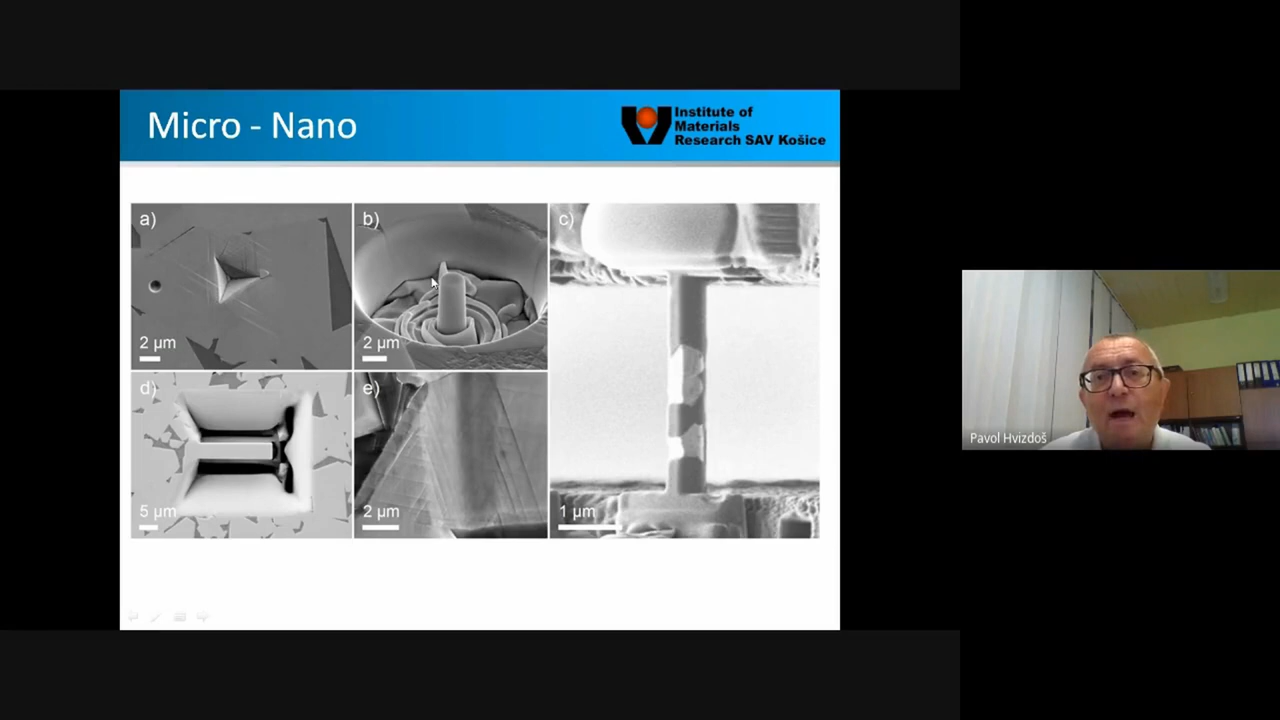 Micro - Nano
Institute of
Materials
Research SAV Košice
a)
b)
c)
2 µm
2 µm
d)
e)
5 µm
2 µm
1 µm
Pavol Hvizdoš